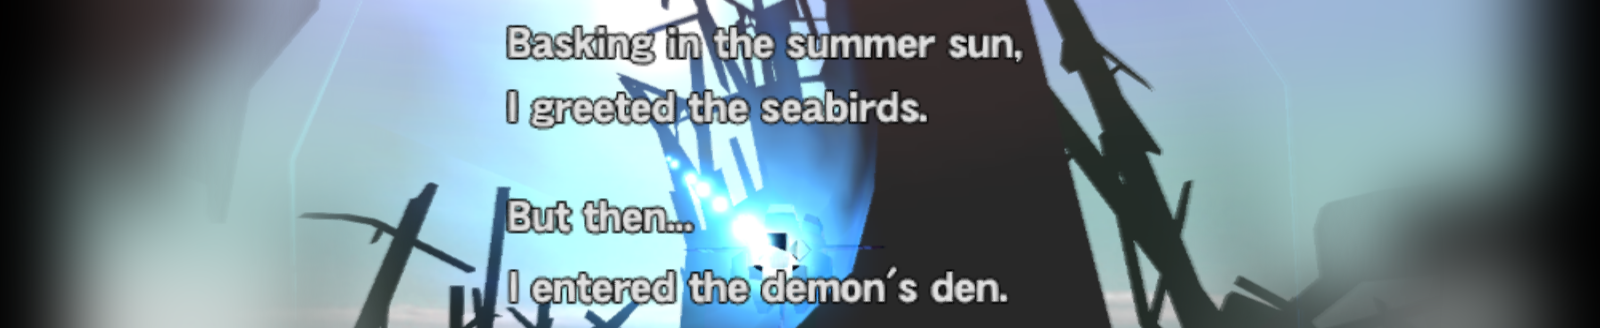 Basking in the summer sun,
I greeted the seabirds.
But then...
I entered the demon's den.